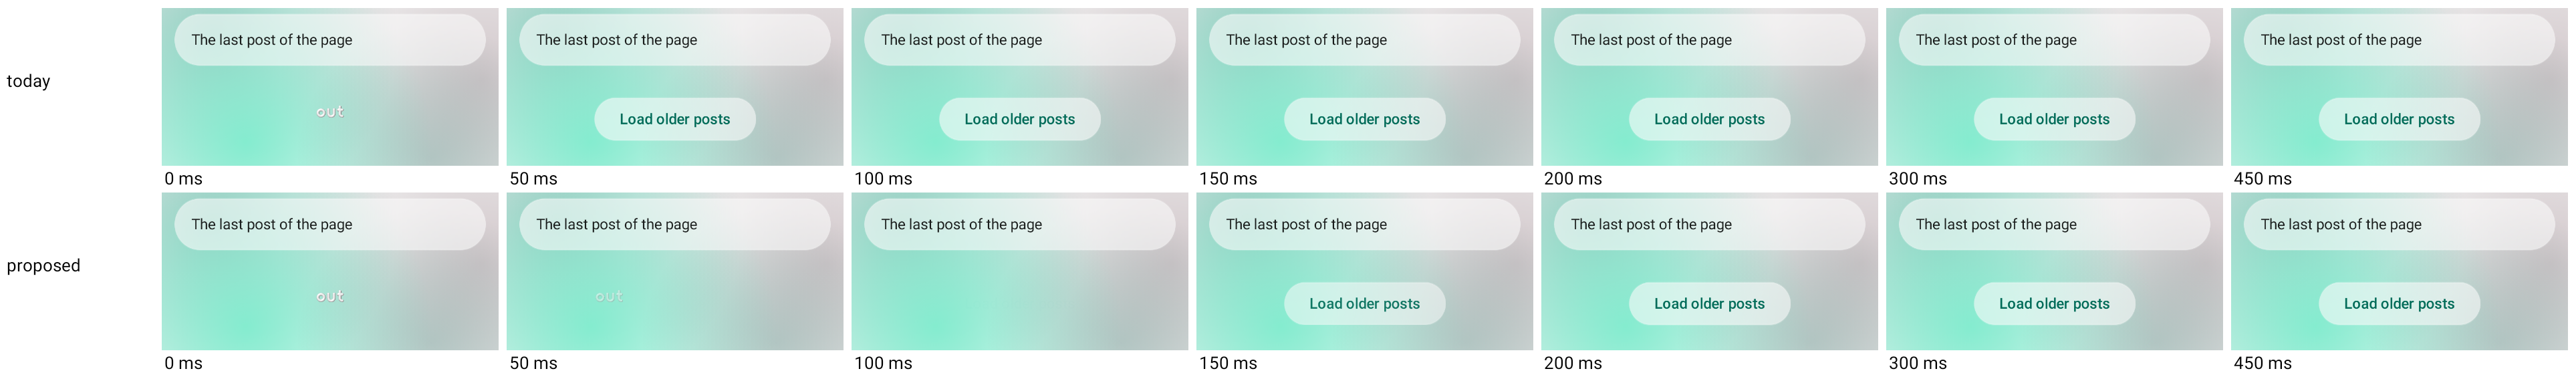 today
The last post of the page
The last post of the page
The last post of the page
The last post of the page
The last post of the page
The last post of the page
The last post of the page
out
Load older posts
Load older posts
Load older posts
Load older posts
Load older posts
Load older posts
0 ms
50 ms
100 ms
150 ms
200 ms
300 ms
450 ms
proposed
The last post of the page
The last post of the page
The last post of the page
The last post of the page
The last post of the page
The last post of the page
The last post of the page
out
out
Load older posts
Load older posts
Load older posts
Load older posts
0 ms
50 ms
100 ms
150 ms
200 ms
300 ms
450 ms